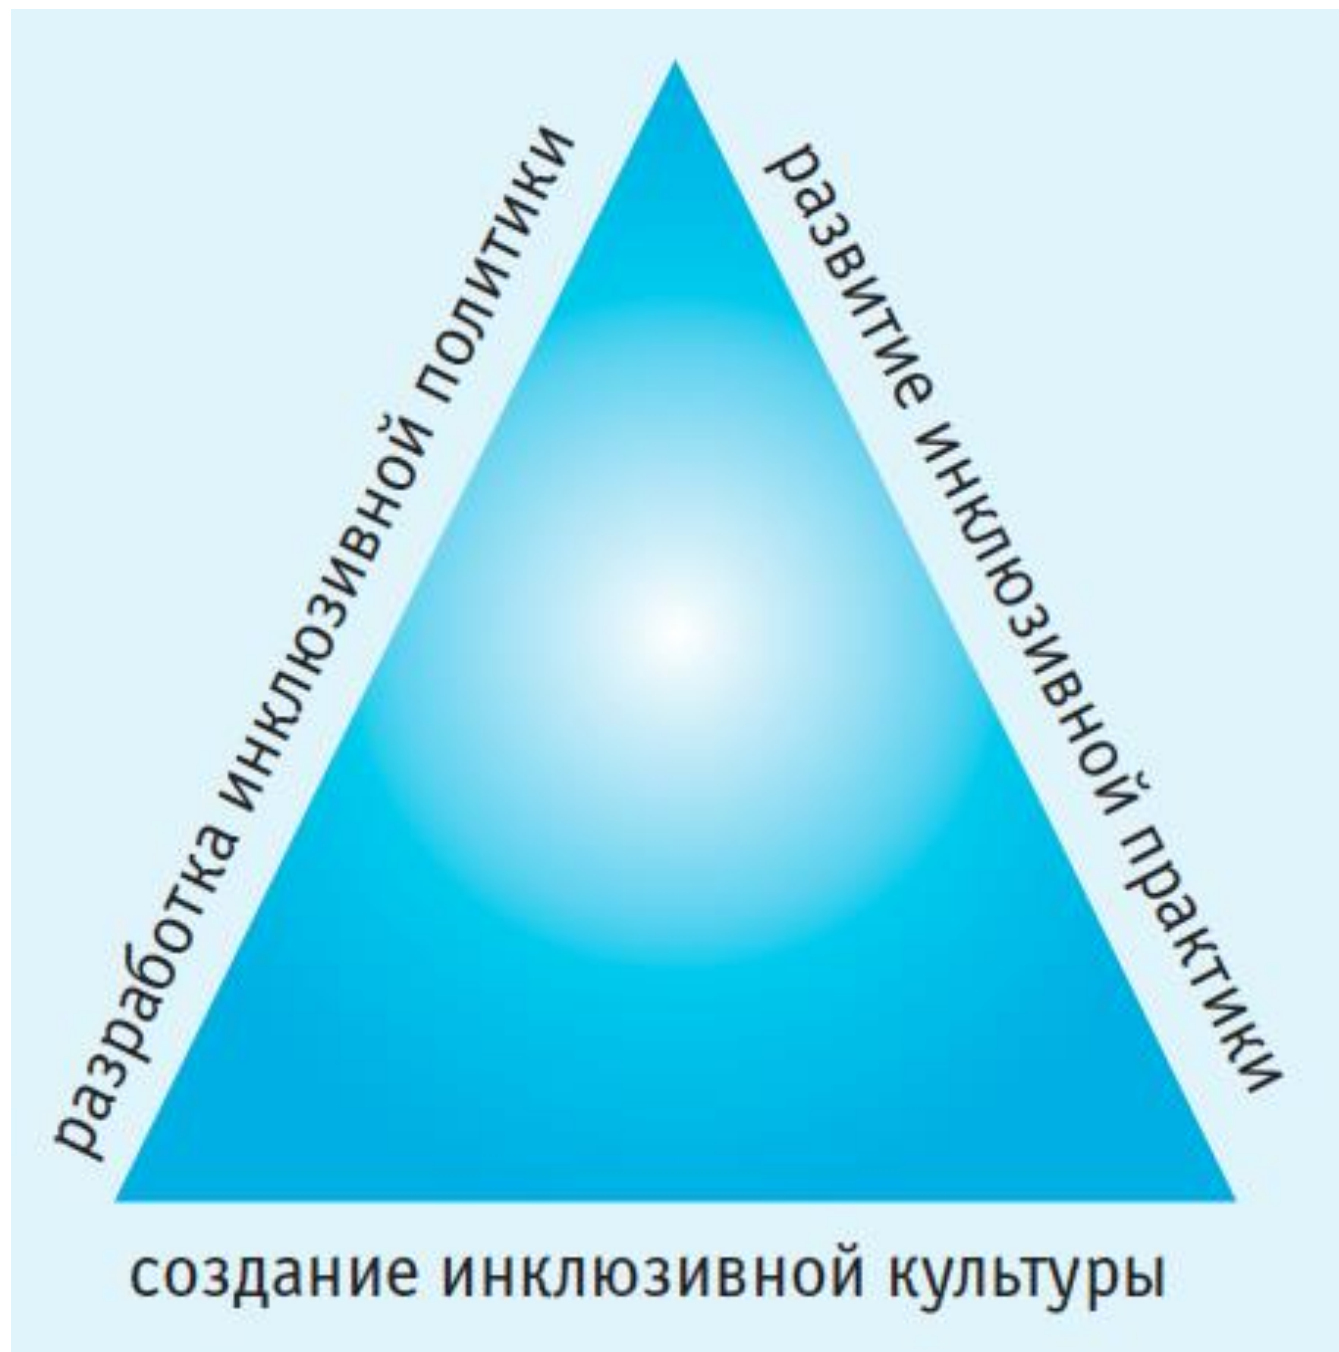 разработка инклюзивной политики
развитие инклюзивной практики
создание инклюзивной культуры